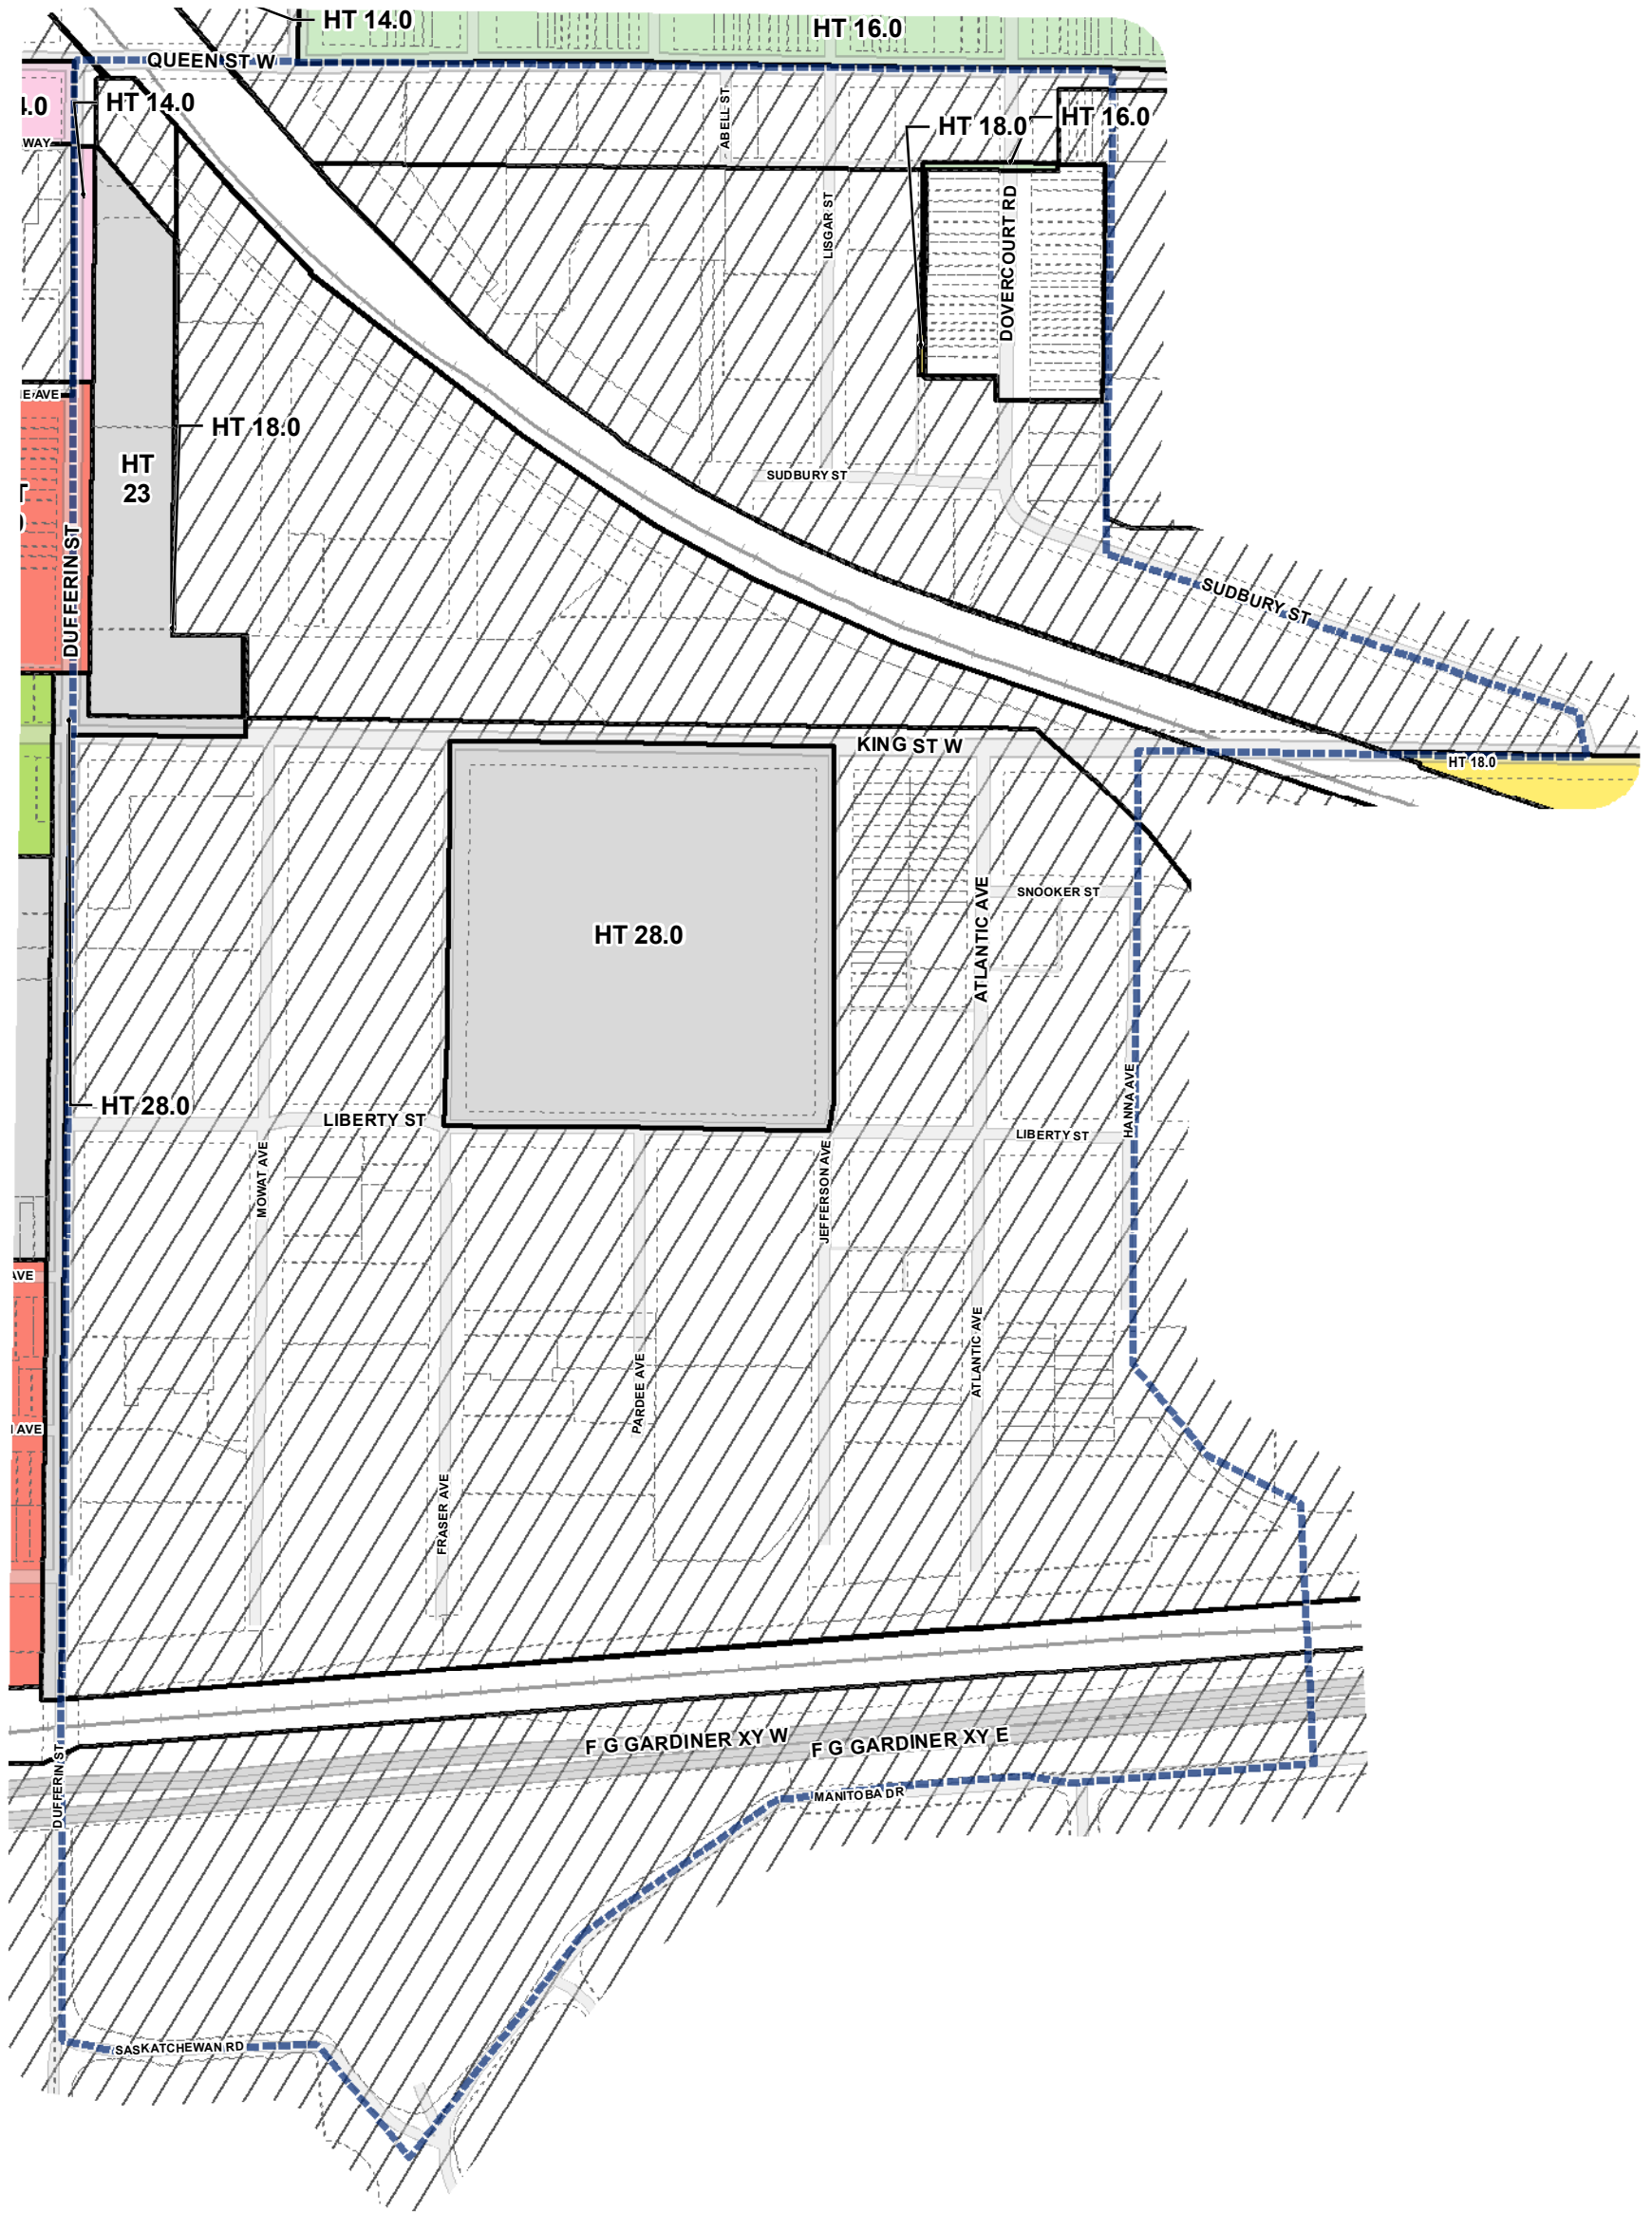 HT 14.0
HT 16.0
QUEEN ST W
HT 14.0
4.0
WAY
ABELL ST
HT 18.0
HT 16.0
LISGAR ST
DOVERCOURT RD
E AVE
HT 18.0
HT
23
SUDBURY ST
DUFFERIN ST
SUDBURY ST
KING ST W
HT 18.0
SNOOKER ST
HT 28.0
ATLANTIC AVE
HT 28.0
LIBERTY ST
LIBERTY ST
HANNA AVE
MOWAT AVE
JEFFERSON AVE
AVE
ATLANTIC AVE
PARDEE AVE
AVE
FRASER AVE
F G GARDINER XY W
F G GARDINER XY E
DUFFERIN ST
MANITOBA DR
SASKATCHEWAN RD